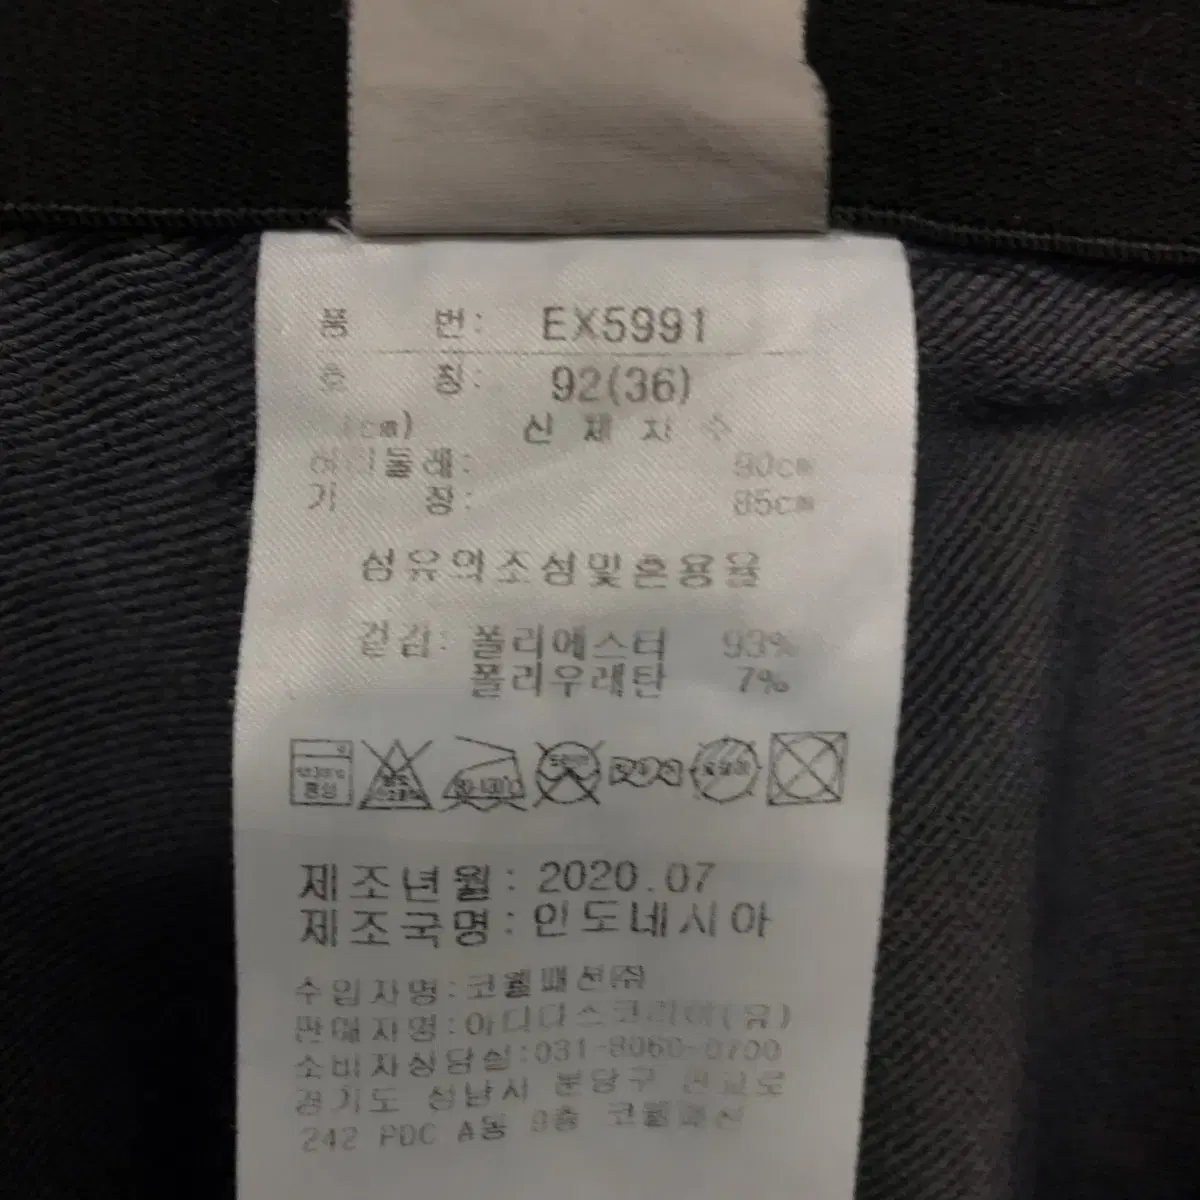 품 번: EX5991
호 칭: 92(36)
(cm) 신 체 치 수
허리둘레: 90cm
기 장: 85cm
섬유의조성및혼용율
겉감: 폴리에스터 93%
폴리우레탄 7%
제조년월: 2020.07
제조국명: 인도네시아
수입자명: 코웰패션(주)
판매자명: 아디다스코리아(유)
소비자상담실: 031-8060-0700
경기도 성남시 분당구 판교로
242 PDC A동 9층 코웰패션